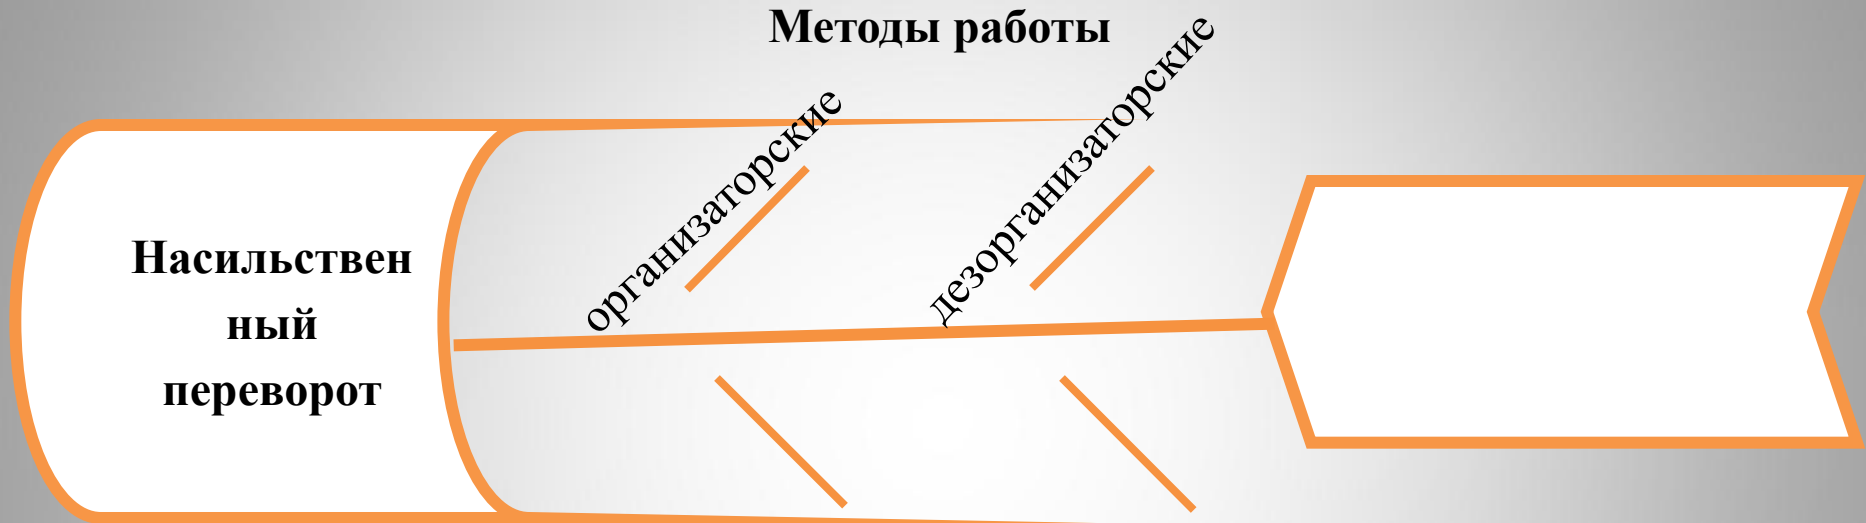 Методы работы
организаторские
дезорганизаторские
Насильствен
ный
переворот